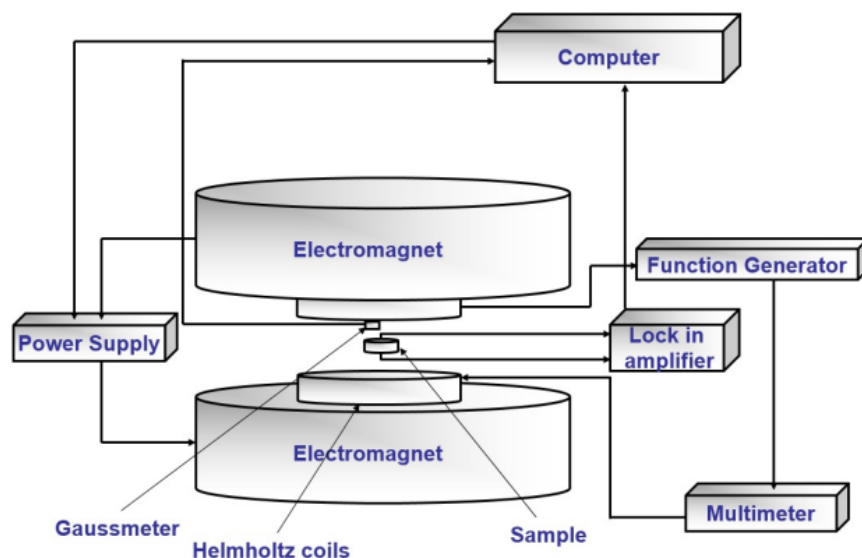 Computer
Electromagnet
Function Generator
Power Supply
Lock in
amplifier
Electromagnet
Gaussmeter
Helmholtz coils
Sample
Multimeter